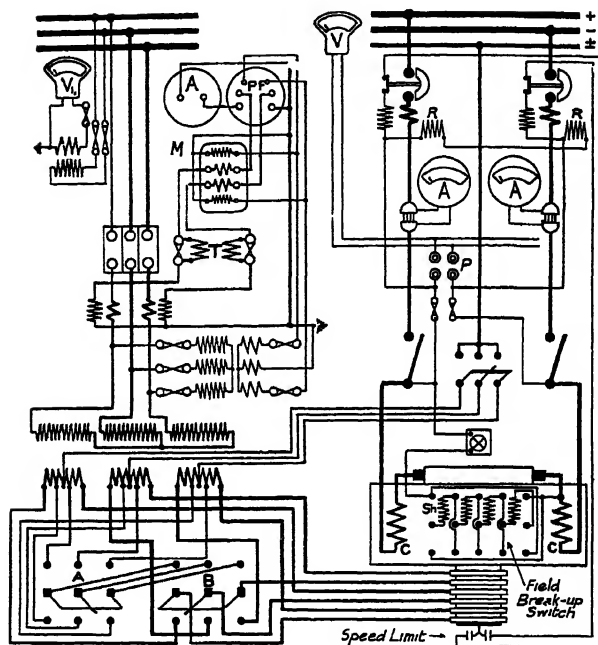 +
-
±
V₁
A
PF
M
T
V
R
R
A
A
P
Sh
C
C
A
B
Field
Break-up
Switch
Speed Limit